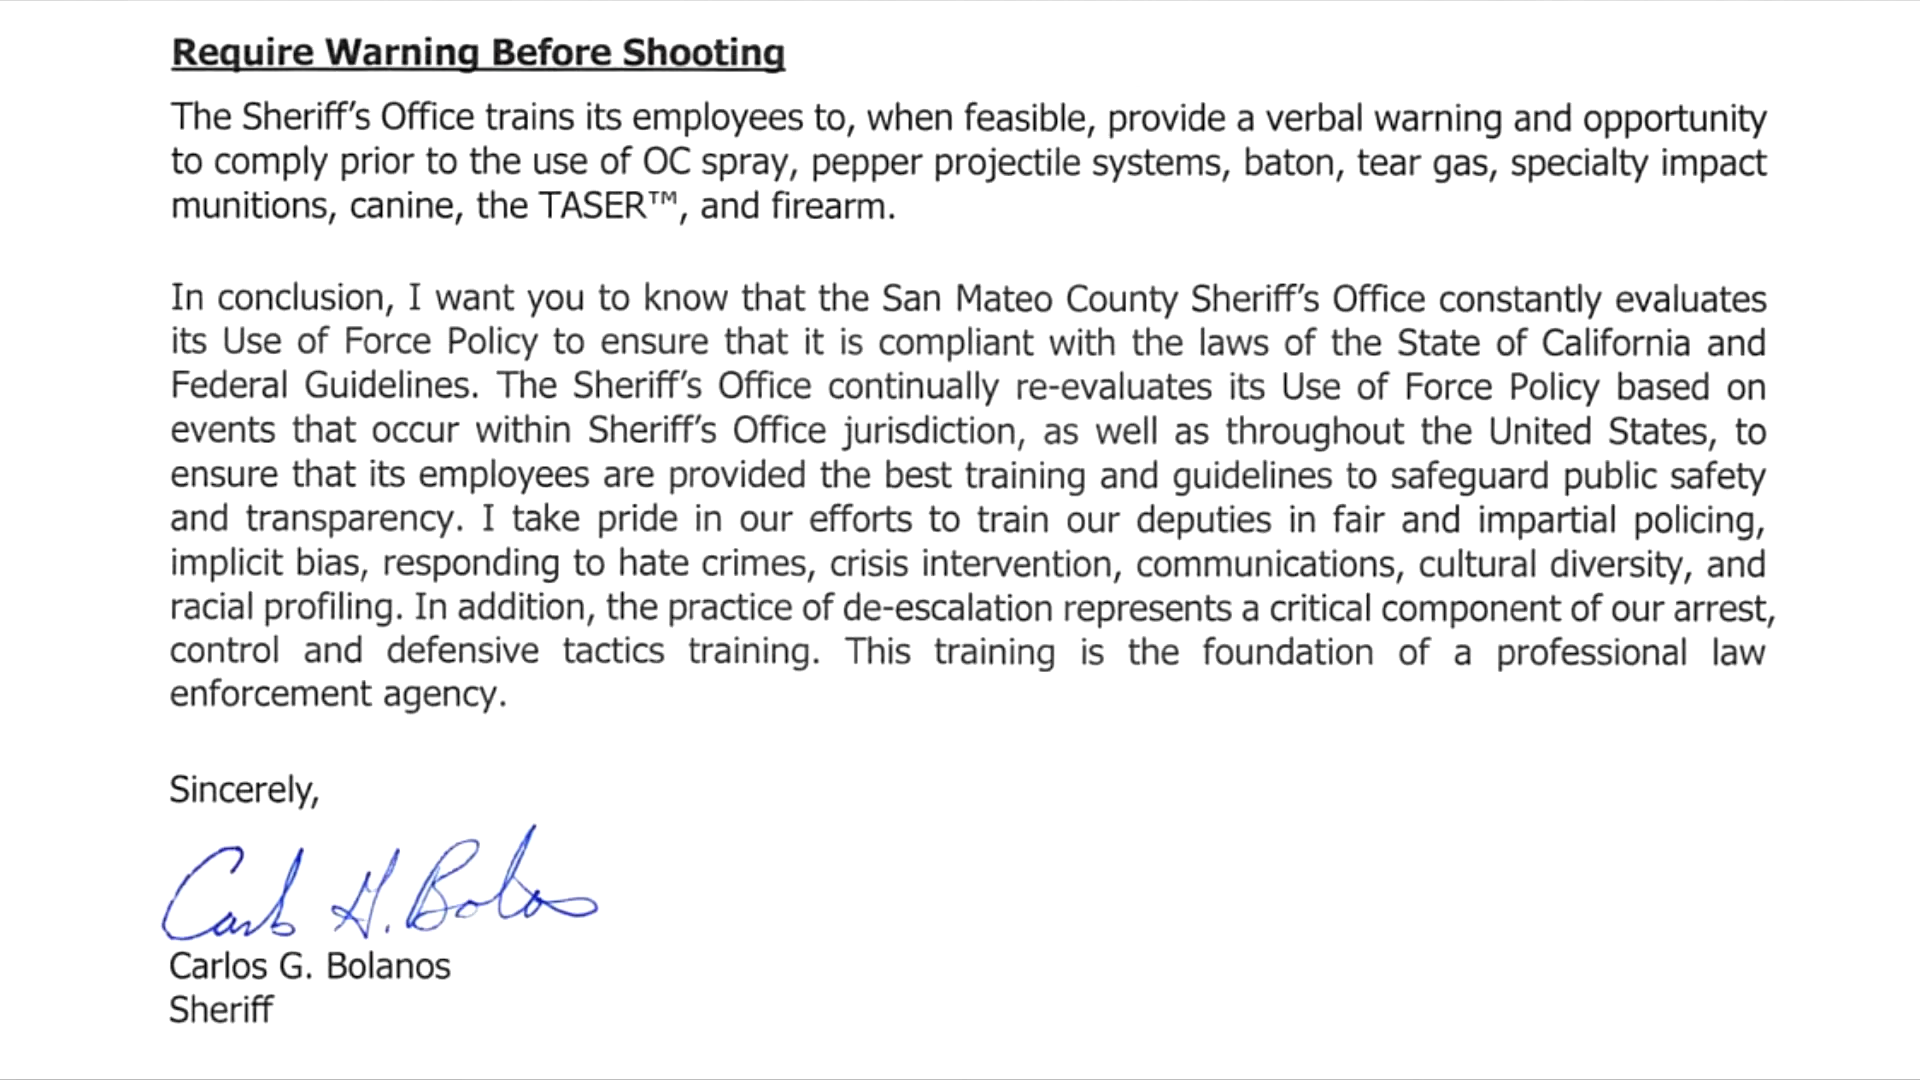 Require Warning Before Shooting
The Sheriff's Office trains its employees to, when feasible, provide a verbal warning and opportunity
to comply prior to the use of OC spray, pepper projectile systems, baton, tear gas, specialty impact
munitions, canine, the TASER™, and firearm.
In conclusion, I want you to know that the San Mateo County Sheriff's Office constantly evaluates
its Use of Force Policy to ensure that it is compliant with the laws of the State of California and
Federal Guidelines. The Sheriff's Office continually re-evaluates its Use of Force Policy based on
events that occur within Sheriff's Office jurisdiction, as well as throughout the United States, to
ensure that its employees are provided the best training and guidelines to safeguard public safety
and transparency. I take pride in our efforts to train our deputies in fair and impartial policing,
implicit bias, responding to hate crimes, crisis intervention, communications, cultural diversity, and
racial profiling. In addition, the practice of de-escalation represents a critical component of our arrest,
control and defensive tactics training. This training is the foundation of a professional law
enforcement agency.
Sincerely,
Carlos G. Bolanos
Carlos G. Bolanos
Sheriff